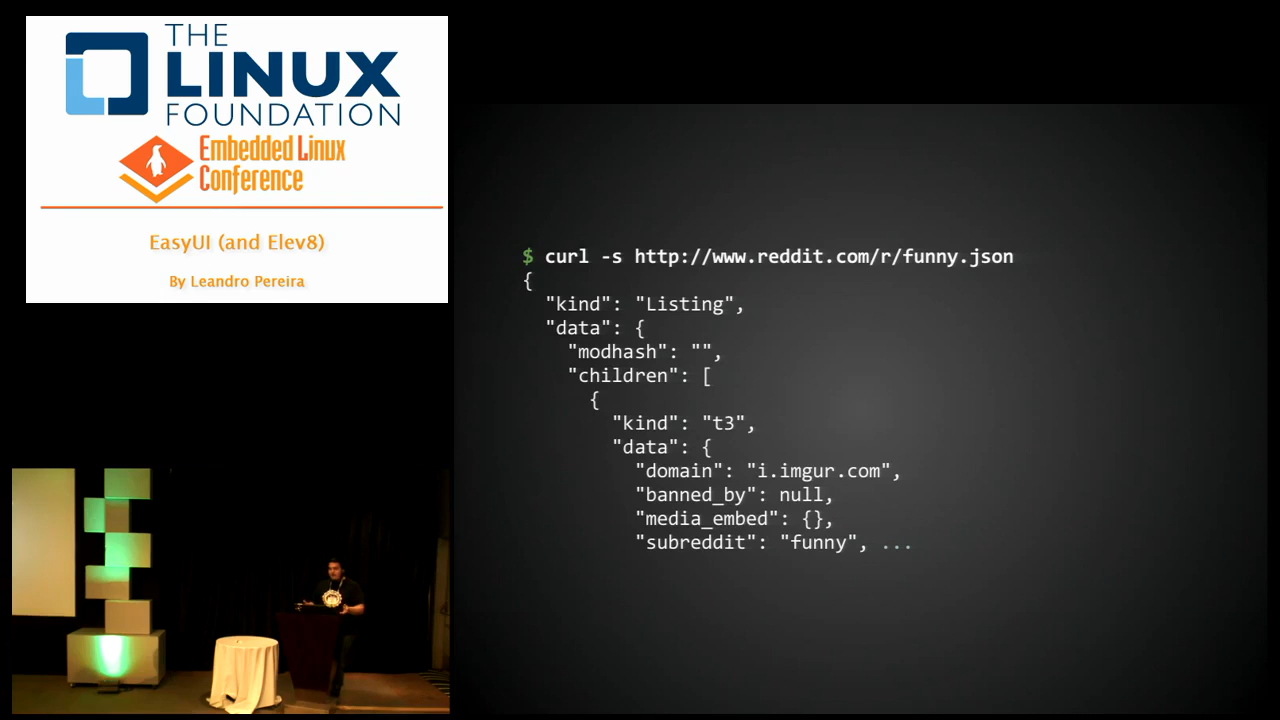 THE
LINUX
FOUNDATION
Embedded Linux
Conference
EasyUI (and Elev8)
By Leandro Pereira
$ curl -s http://www.reddit.com/r/funny.json
{
  "kind": "Listing",
  "data": {
    "modhash": "",
    "children": [
      {
        "kind": "t3",
        "data": {
          "domain": "i.imgur.com",
          "banned_by": null,
          "media_embed": {},
          "subreddit": "funny", ...